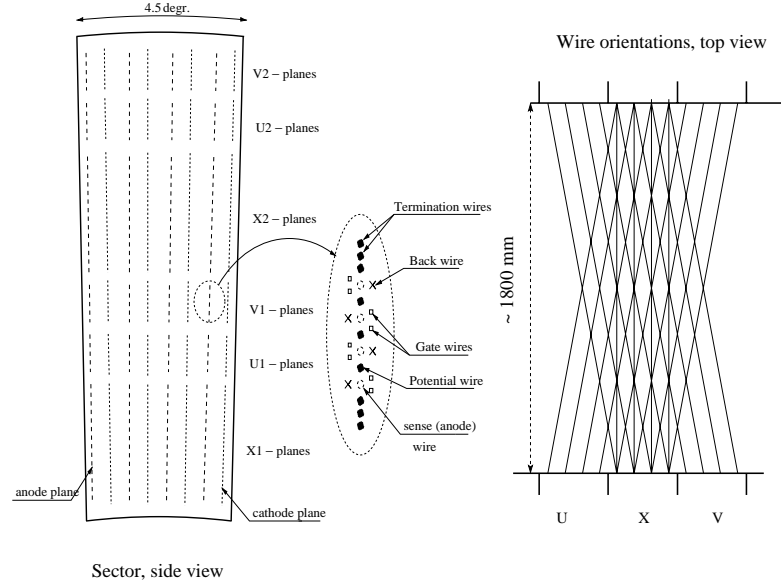 4.5 degr.
Wire orientations, top view
V2 – planes
U2 – planes
X2 – planes
Termination wires
Back wire
~ 1800 mm
V1 – planes
Gate wires
U1 – planes
Potential wire
sense (anode)
wire
X1 – planes
anode plane
cathode plane
U
X
V
Sector, side view